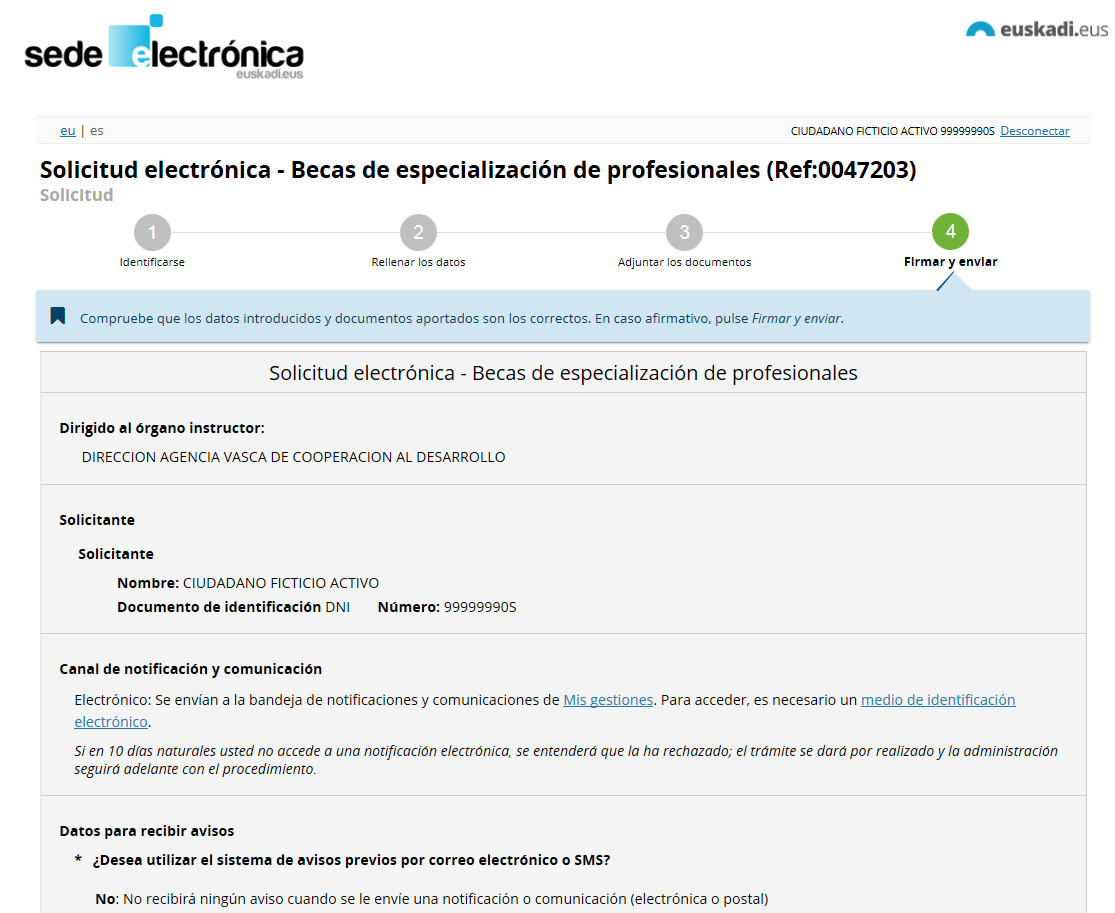 sede electrónica
euskadi.eus
euskadi.eus
eu | es
CIUDADANO FICTICIO ACTIVO 99999990S Desconectar
Solicitud electrónica - Becas de especialización de profesionales (Ref:0047203)
Solicitud
1
2
3
4
Identificarse
Rellenar los datos
Adjuntar los documentos
Firmar y enviar
Compruebe que los datos introducidos y documentos aportados son los correctos. En caso afirmativo, pulse Firmar y enviar.
Solicitud electrónica - Becas de especialización de profesionales
Dirigido al órgano instructor:
DIRECCION AGENCIA VASCA DE COOPERACION AL DESARROLLO
Solicitante
Solicitante
Nombre: CIUDADANO FICTICIO ACTIVO
Documento de identificación DNI Número: 99999990S
Canal de notificación y comunicación
Electrónico: Se envían a la bandeja de notificaciones y comunicaciones de Mis gestiones. Para acceder, es necesario un medio de identificación
electrónico.
Si en 10 días naturales usted no accede a una notificación electrónica, se entenderá que la ha rechazado; el trámite se dará por realizado y la administración
seguirá adelante con el procedimiento.
Datos para recibir avisos
* ¿Desea utilizar el sistema de avisos previos por correo electrónico o SMS?
No: No recibirá ningún aviso cuando se le envíe una notificación o comunicación (electrónica o postal)